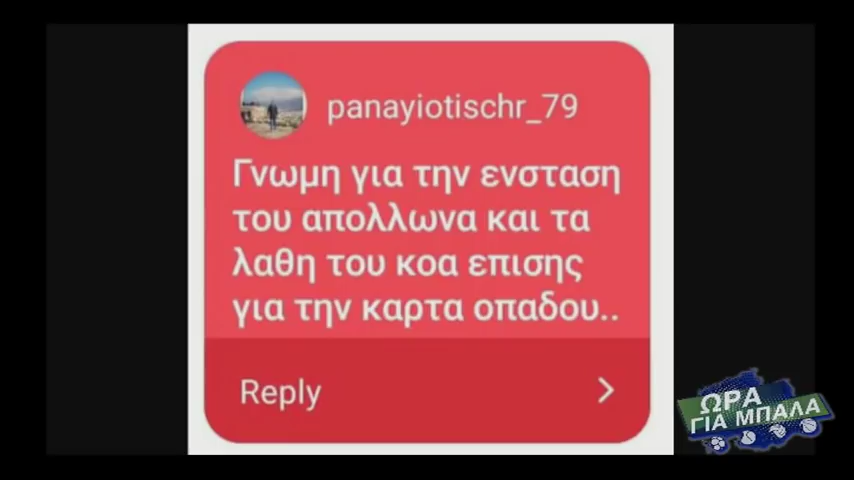 panayiotischr_79
Γνωμη για την ενσταση
του απολλωνα και τα
λαθη του κοα επισης
για την καρτα οπαδου..
Reply
ΩΡΑ
ΓΙΑ ΜΠΑΛΑ